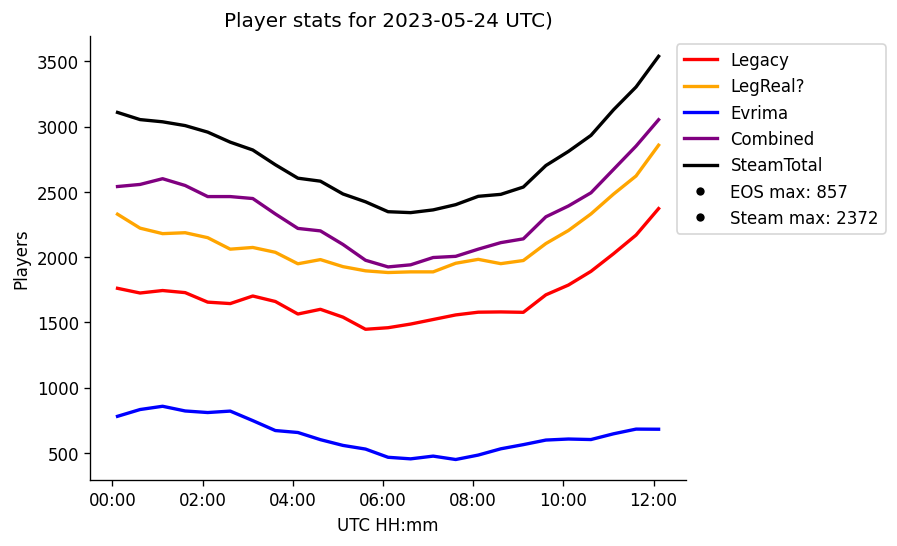 Player stats for 2023-05-24 UTC)
Legacy
LegReal?
Evrima
Combined
SteamTotal
EOS max: 857
Steam max: 2372
Players
3500
3000
2500
2000
1500
1000
500
00:00 02:00 04:00 06:00 08:00 10:00 12:00
UTC HH:mm